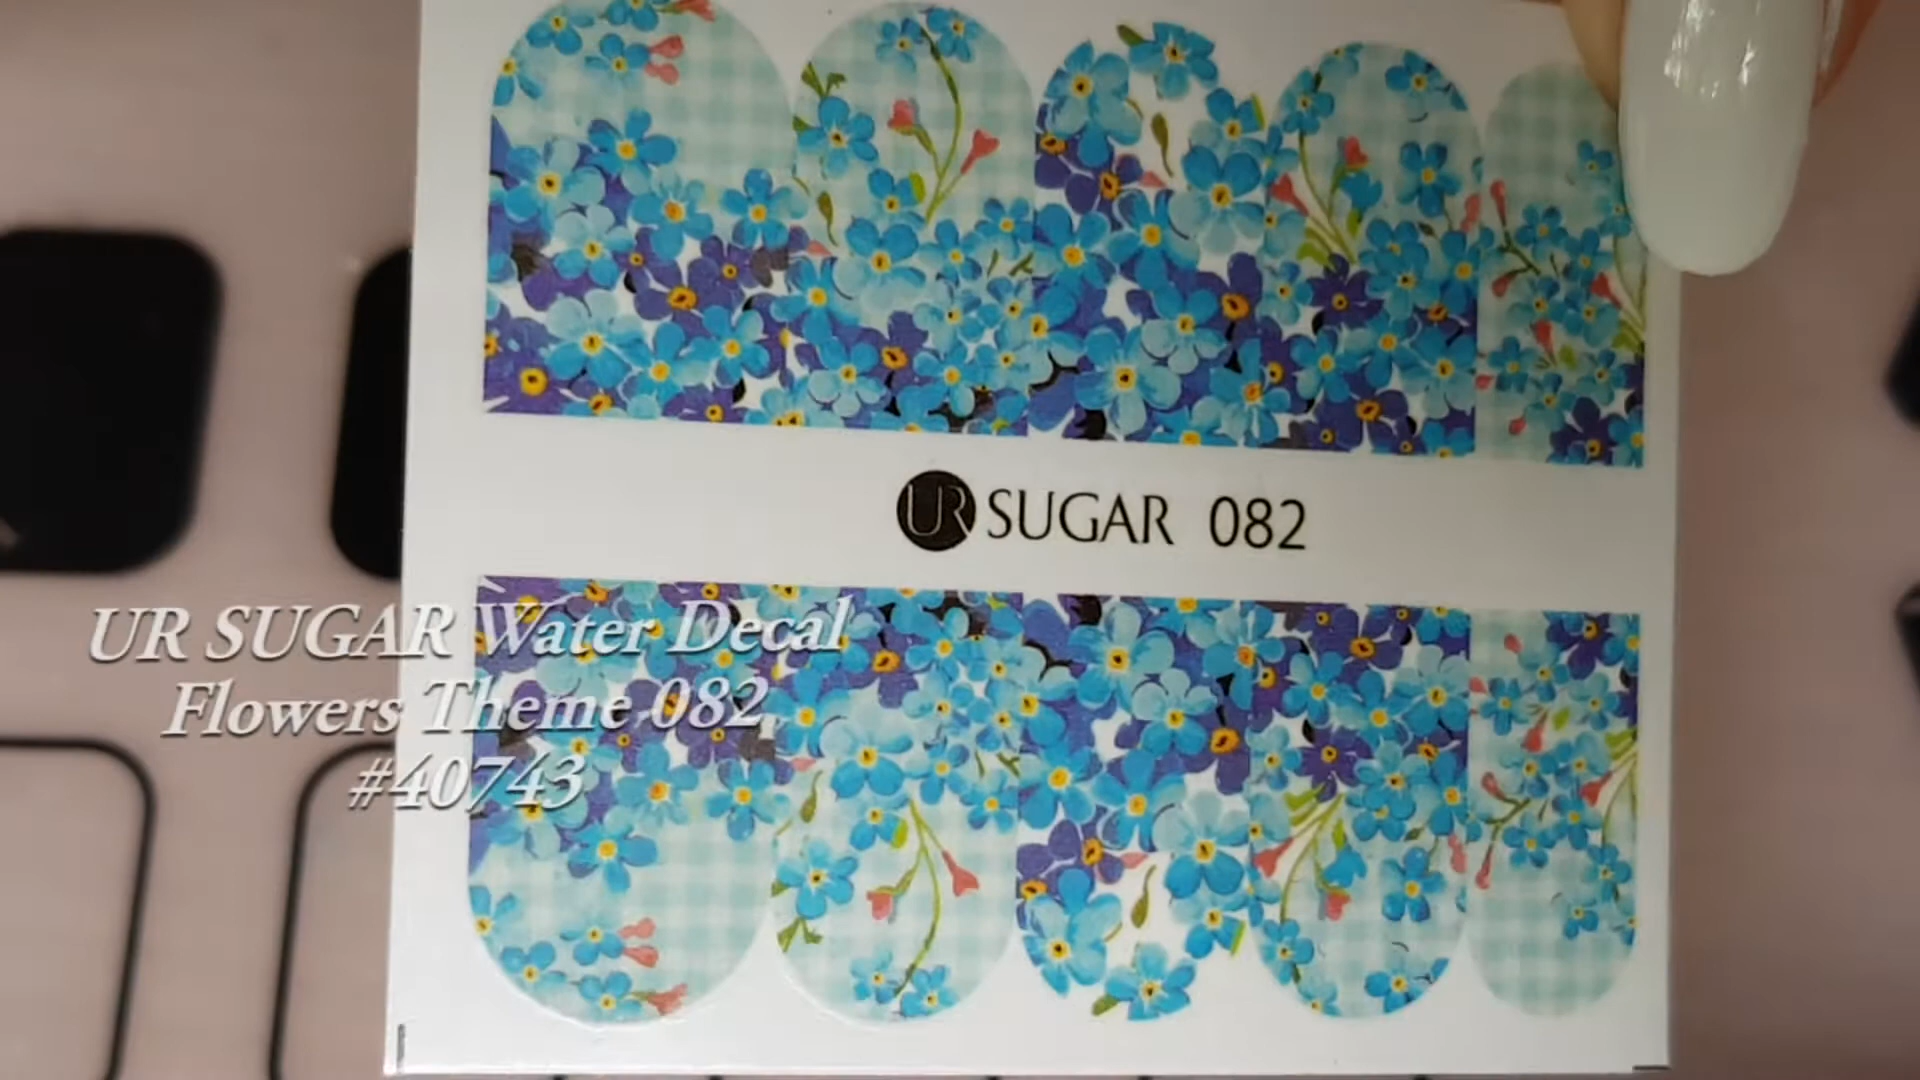 UR SUGAR 082
UR SUGAR Water Decal
Flowers Theme 082
#40743